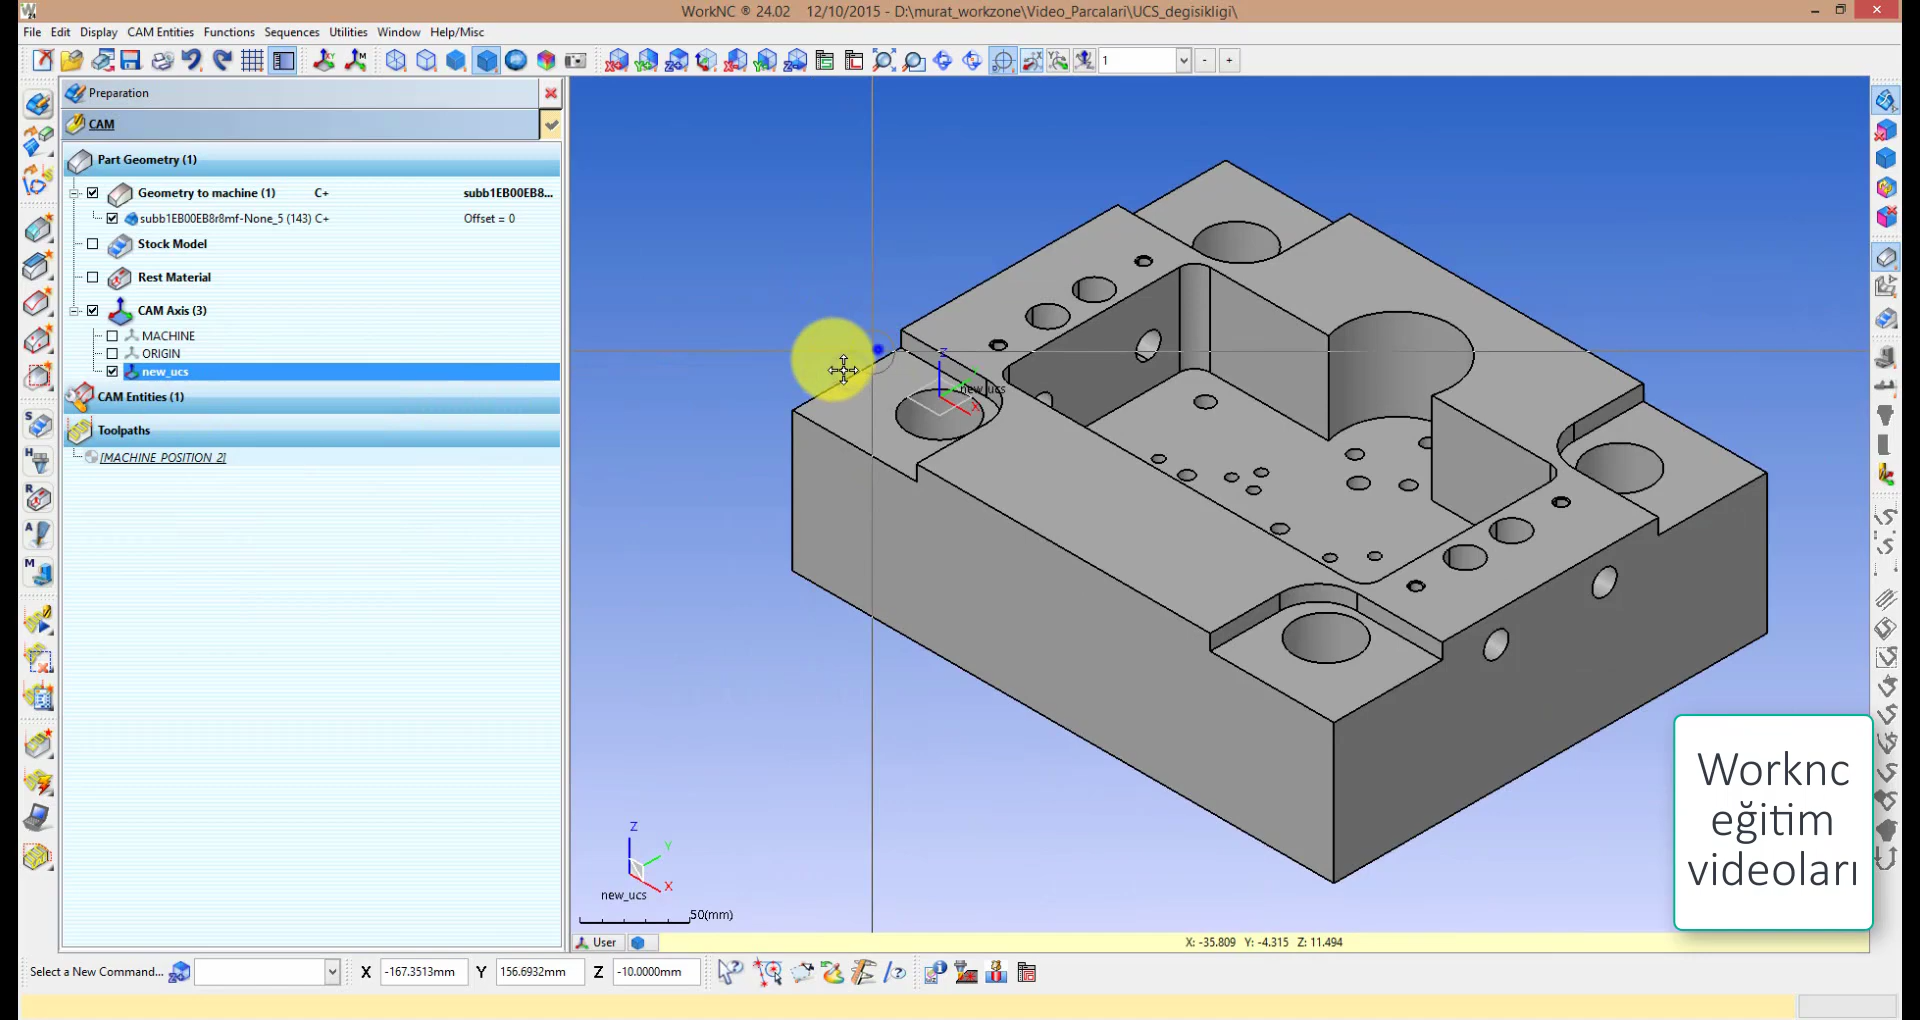 WorkNC ® 24.02 12/10/2015 - D:\murat_workzone\Video_Parcalari\UCS_degisikligi\
File Edit Display CAM Entities Functions Sequences Utilities Window Help/Misc
1
- +
Preparation
CAM
Part Geometry (1)
Geometry to machine (1) C+ subb1EB00EB8...
subb1EB00EB8r8mf-None_5 (143) C+ Offset = 0
Stock Model
Rest Material
CAM Axis (3)
MACHINE
ORIGIN
new_ucs
CAM Entities (1)
Toolpaths
[MACHINE POSITION 2]
Z
new_ucs
X
Z
Y
X
new_ucs
50(mm)
Worknc
eğitim
videoları
User
X: -35.809 Y: -4.315 Z: 11.494
Select a New Command... X -167.3513mm Y 156.6932mm Z -10.0000mm
S
H
R
A
M